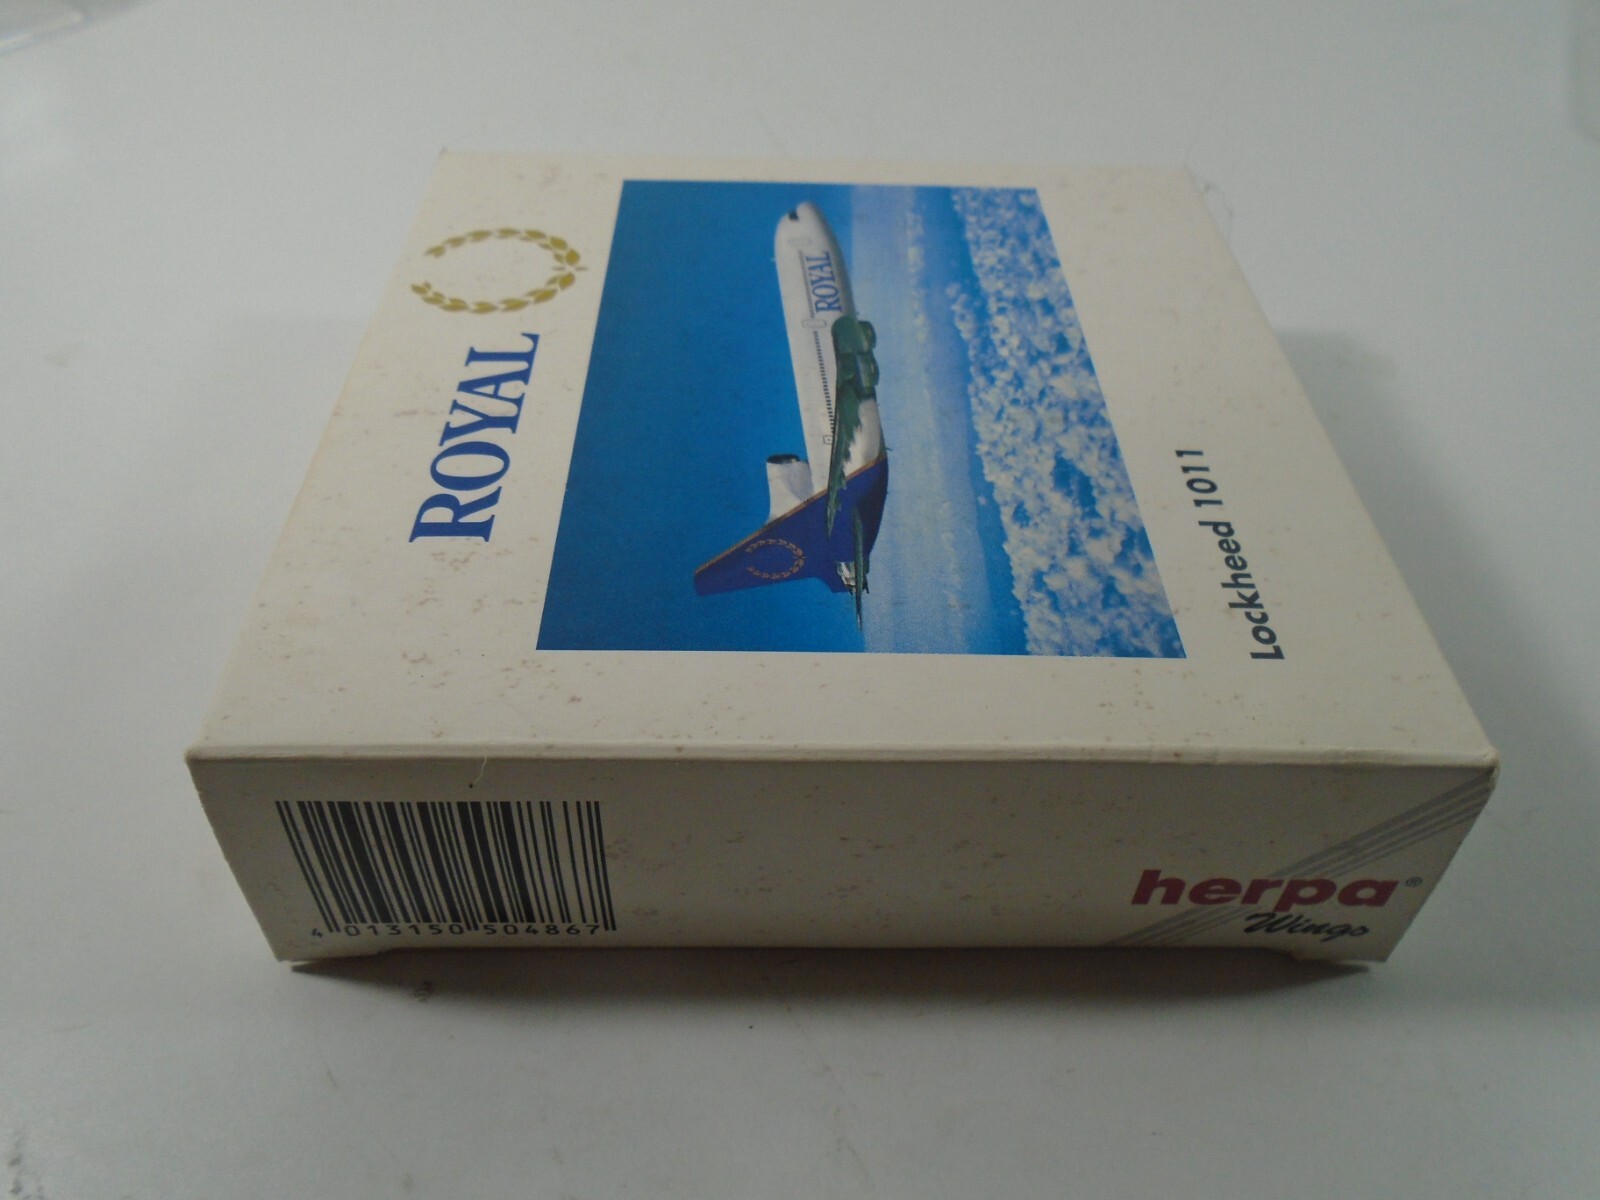 ROYAL
ROYAL
Lockheed 1011
4 013150 504867
herpa®
Wings